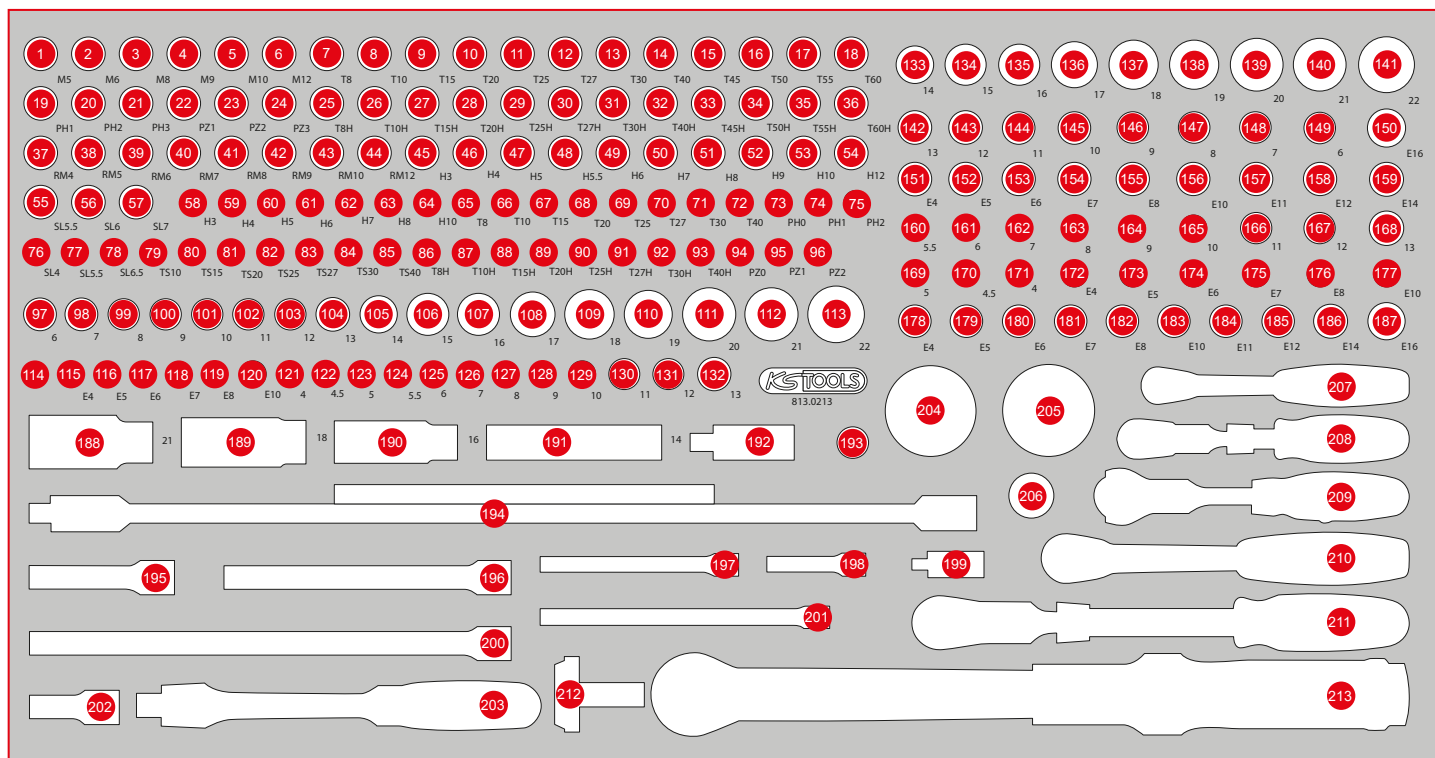 1 2 3 4 5 6 7 8 9 10 11 12 13 14 15 16 17 18
M5 M6 M8 M9 M10 M12 T8 T10 T15 T20 T25 T27 T30 T40 T45 T50 T55 T60
19 20 21 22 23 24 25 26 27 28 29 30 31 32 33 34 35 36
PH1 PH2 PH3 PZ1 PZ2 PZ3 T8H T10H T15H T20H T25H T27H T30H T40H T45H T50H T55H T60H
37 38 39 40 41 42 43 44 45 46 47 48 49 50 51 52 53 54
RM4 RM5 RM6 RM7 RM8 RM9 RM10 RM12 H3 H4 H5 H5.5 H6 H7 H8 H9 H10 H12
55 56 57 58 59 60 61 62 63 64 65 66 67 68 69 70 71 72 73 74 75
SL5.5 SL6 SL7 H3 H4 H5 H6 H7 H8 H10 T8 T10 T15 T20 T25 T27 T30 T40 PH0 PH1 PH2
76 77 78 79 80 81 82 83 84 85 86 87 88 89 90 91 92 93 94 95 96
SL4 SL5.5 SL6.5 TS10 TS15 TS20 TS25 TS27 TS30 TS40 T8H T10H T15H T20H T25H T27H T30H T40H PZ0 PZ1 PZ2
97 98 99 100 101 102 103 104 105 106 107 108 109 110 111 112 113
6 7 8 9 10 11 12 13 14 15 16 17 18 19 20 21 22
114 115 116 117 118 119 120 121 122 123 124 125 126 127 128 129 130 131 132
E4 E5 E6 E7 E8 E10 4 4.5 5 5.5 6 7 8 9 10 11 12 13
KS TOOLS
813.0213
133 134 135 136 137 138 139 140 141
14 15 16 17 18 19 20 21 22
142 143 144 145 146 147 148 149 150
13 12 11 10 9 8 7 6 E16
151 152 153 154 155 156 157 158 159
E4 E5 E6 E7 E8 E10 E11 E12 E14
160 161 162 163 164 165 166 167 168
5.5 6 7 8 9 10 11 12 13
169 170 171 172 173 174 175 176 177
5 4.5 4 E4 E5 E6 E7 E8 E10
178 179 180 181 182 183 184 185 186 187
E4 E5 E6 E7 E8 E10 E11 E12 E14 E16
188 21 189 18 190 16 191 14 192 193
204 205 207
208
206 209
194
195 196 197 198 199 210
200 201 211
202 203 212 213